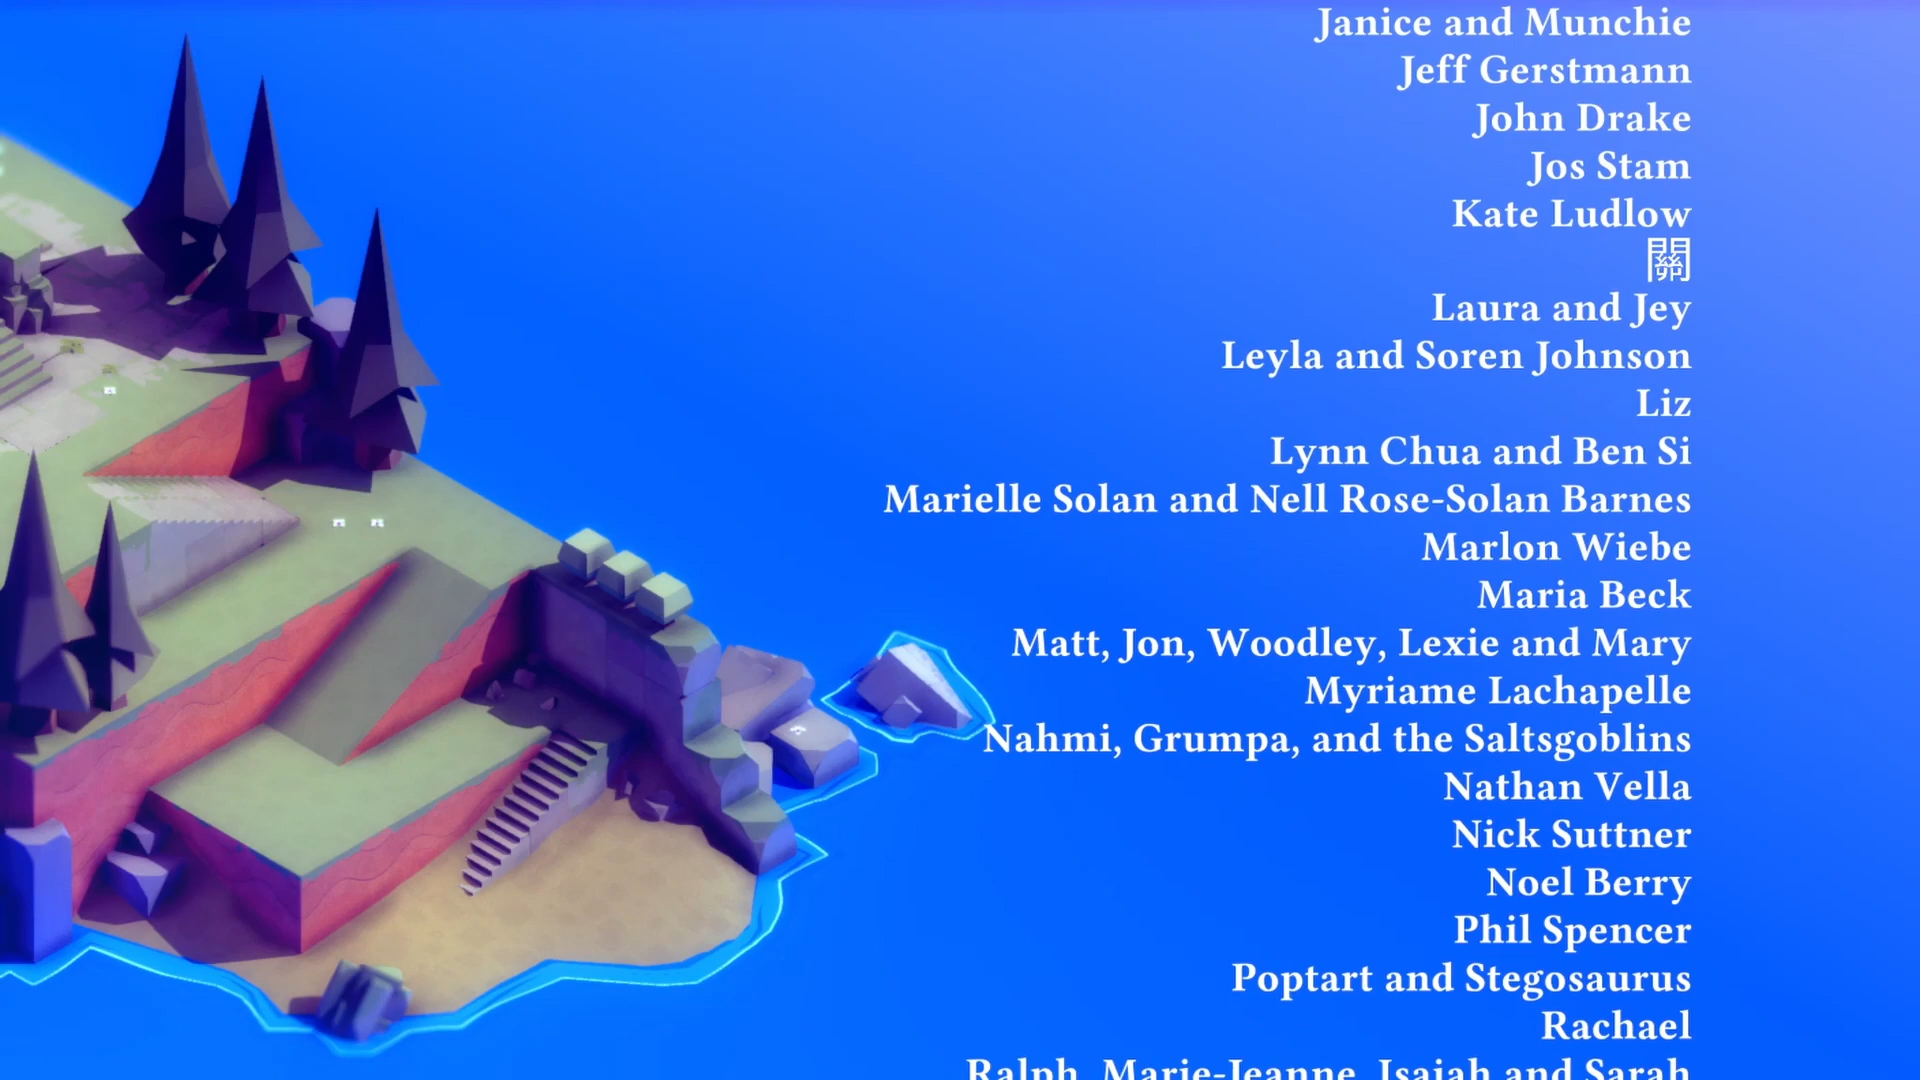 Janice and Munchie
Jeff Gerstmann
John Drake
Jos Stam
Kate Ludlow
關
Laura and Jey
Leyla and Soren Johnson
Liz
Lynn Chua and Ben Si
Marielle Solan and Nell Rose-Solan Barnes
Marlon Wiebe
Maria Beck
Matt, Jon, Woodley, Lexie and Mary
Myriame Lachapelle
Nahmi, Grumpa, and the Saltsgoblins
Nathan Vella
Nick Suttner
Noel Berry
Phil Spencer
Poptart and Stegosaurus
Rachael
Ralph, Marie-Jeanne, Isaiah and Sarah